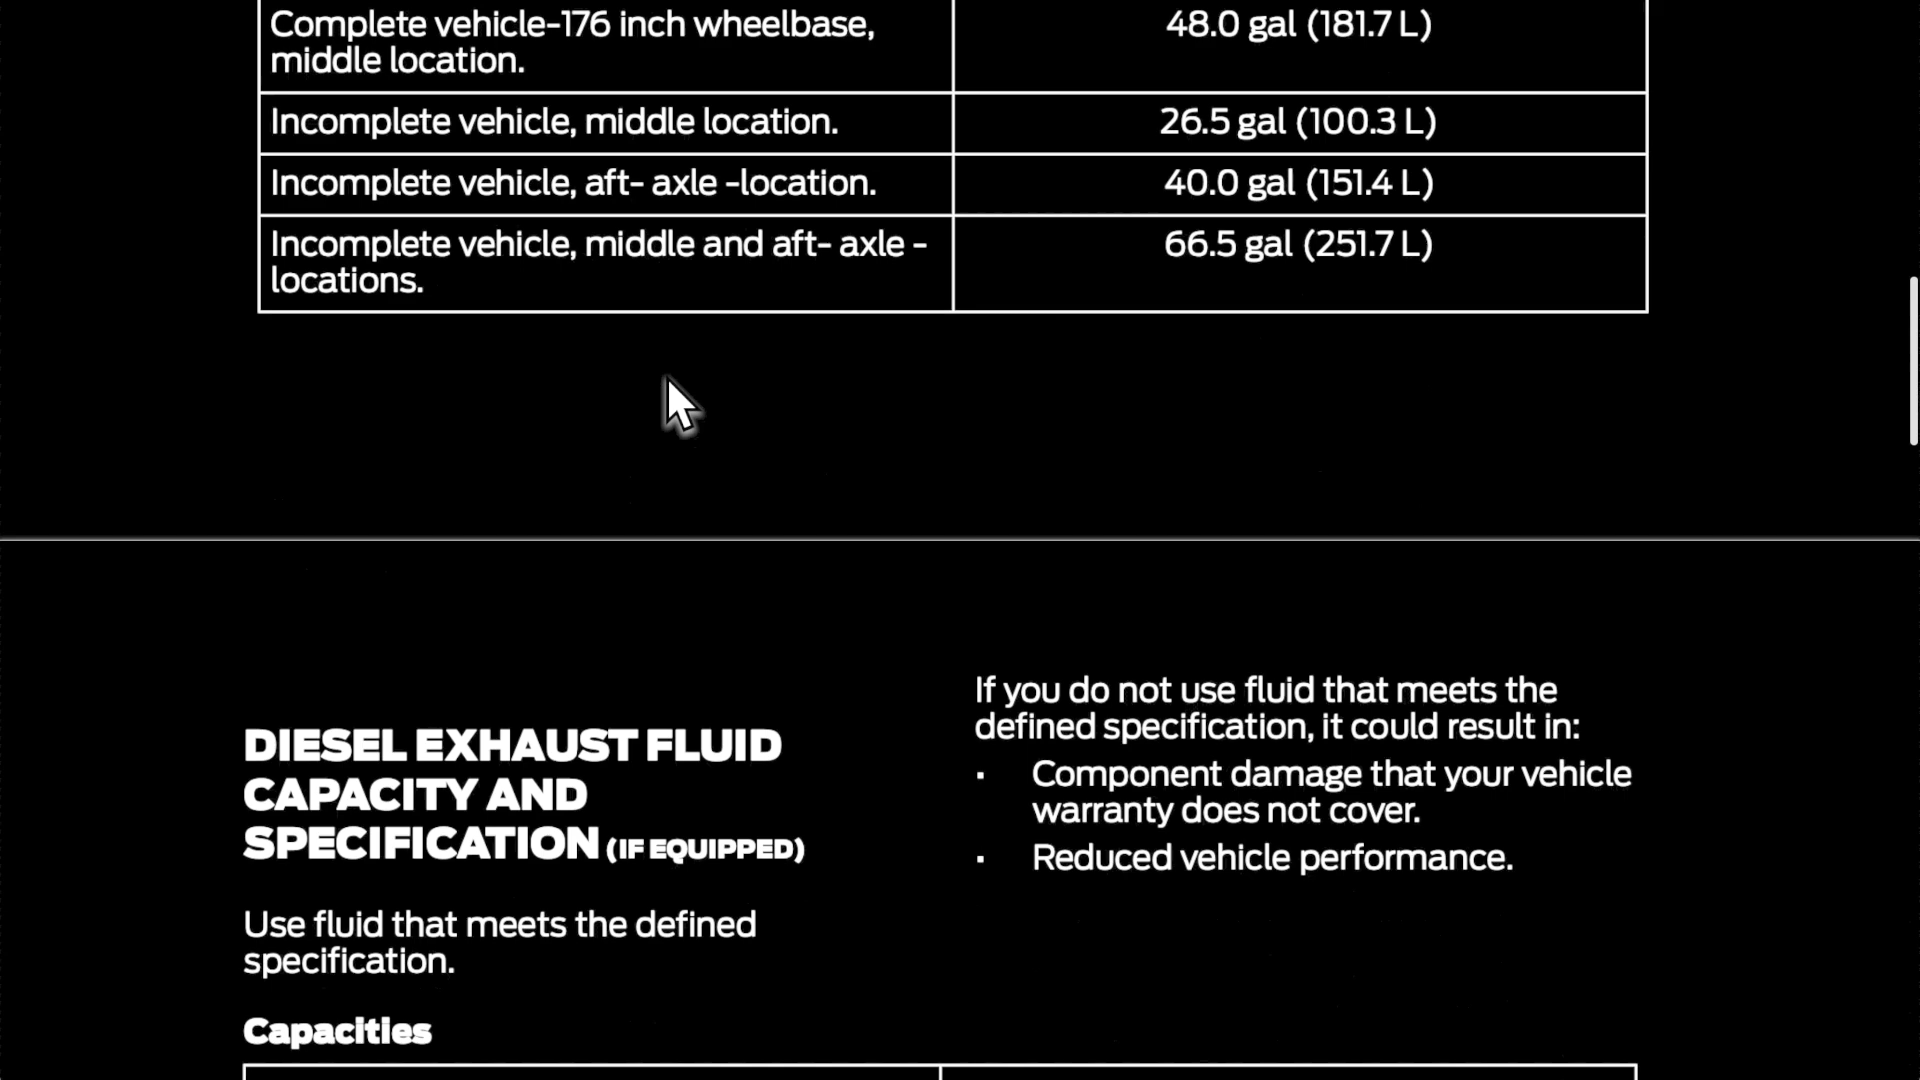 Complete vehicle-176 inch wheelbase,
middle location.
48.0 gal (181.7 L)
Incomplete vehicle, middle location.
26.5 gal (100.3 L)
Incomplete vehicle, aft- axle -location.
40.0 gal (151.4 L)
Incomplete vehicle, middle and aft- axle -
locations.
66.5 gal (251.7 L)
DIESEL EXHAUST FLUID
CAPACITY AND
SPECIFICATION (IF EQUIPPED)
Use fluid that meets the defined
specification.
Capacities
If you do not use fluid that meets the
defined specification, it could result in:
· Component damage that your vehicle
warranty does not cover.
· Reduced vehicle performance.